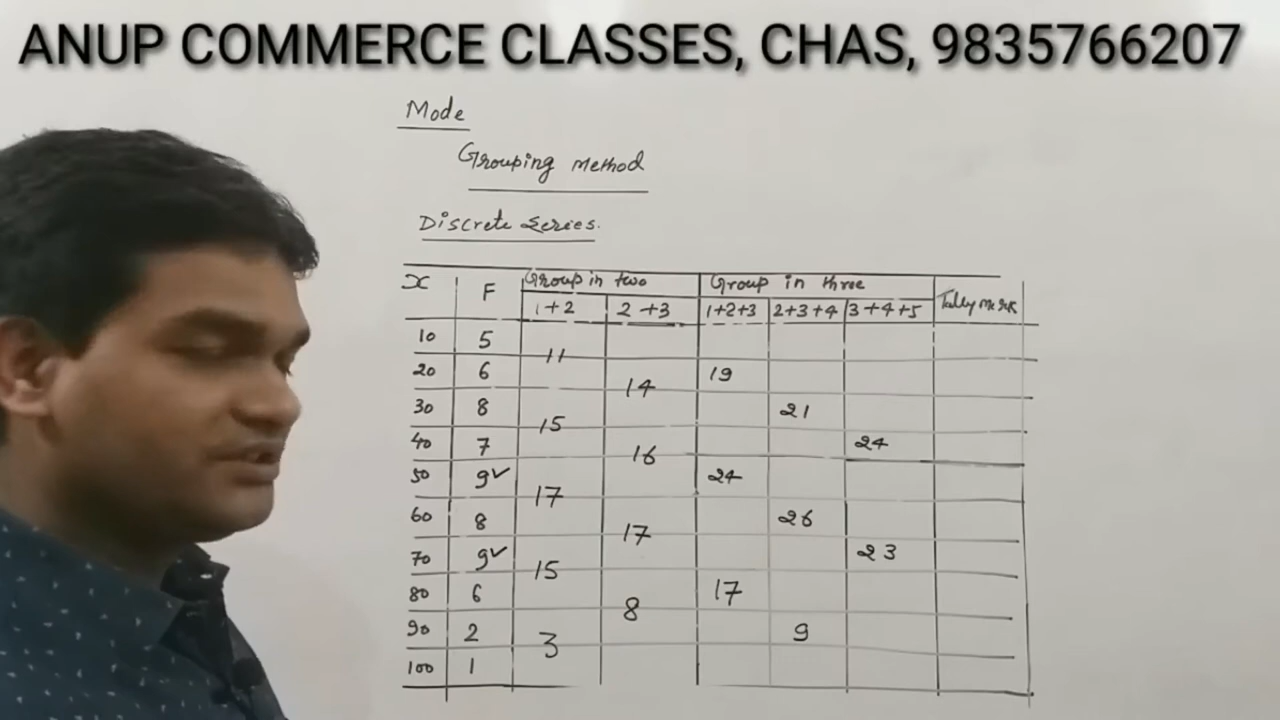 ANUP COMMERCE CLASSES, CHAS, 9835766207
Mode
Grouping Method
Discrete Series.
x F Group in two Group in three Tally Mark
1+2 2+3 1+2+3 2+3+4 3+4+5
10 5
11
20 6 19
14
30 8 21
15
40 7 24
16
50 9✓ 24
17
60 8 26
17
70 9✓ 23
15
80 6 17
8
90 2 9
3
100 1